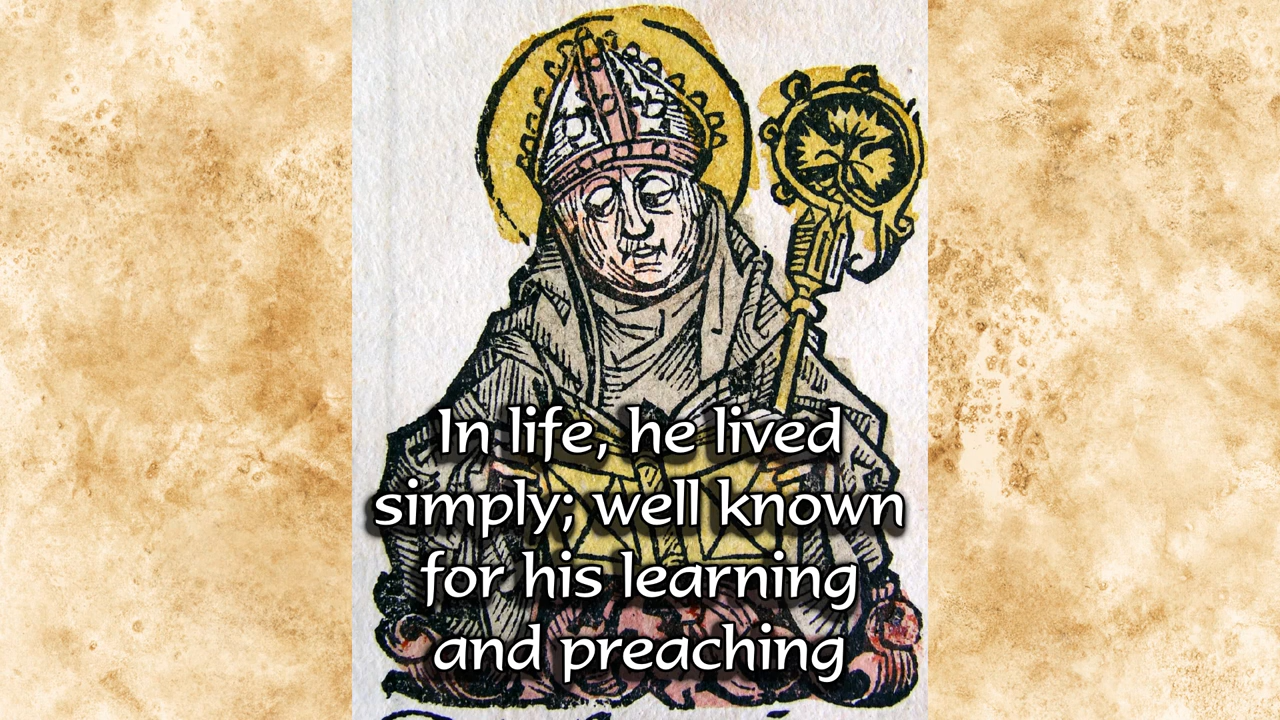 In life, he lived
simply; well known
for his learning
and preaching